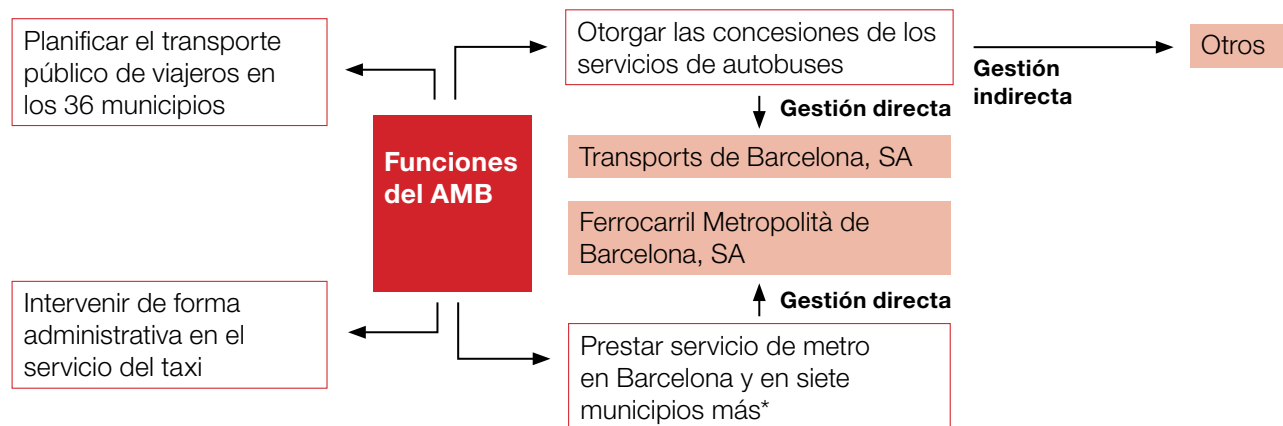 Planificar el transporte
público de viajeros en
los 36 municipios
Otorgar las concesiones de los
servicios de autobuses
Gestión
indirecta
Otros
Gestión directa
Transports de Barcelona, SA
Funciones
del AMB
Ferrocarril Metropolità de
Barcelona, SA
Gestión directa
Intervenir de forma
administrativa en el
servicio del taxi
Prestar servicio de metro
en Barcelona y en siete
municipios más*